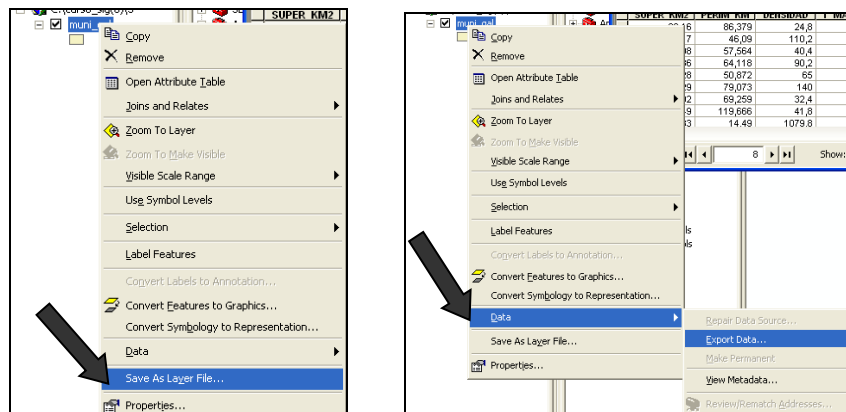 C:\curso_sig(6)\S
SUPER_KM2
muni_gal
Copy
Remove
Open Attribute Table
Joins and Relates
Zoom To Layer
Zoom To Make Visible
Visible Scale Range
Use Symbol Levels
Selection
Label Features
Convert Labels to Annotation...
Convert Features to Graphics...
Convert Symbology to Representation...
Data
Save As Layer File...
Properties...
SUPER_KM2 PERIM_KM DENSIDAD
muni_gal
16 86,379 24,8
7 46,09 110,2
57,564 40,4
64,118 90,2
50,872 65
79,073 140
69,259 32,4
119,666 41,8
14,49 1079,8
8 Show:
Copy
Remove
Open Attribute Table
Joins and Relates
Zoom To Layer
Zoom To Make Visible
Visible Scale Range
Use Symbol Levels
Selection
Label Features
Convert Labels to Annotation...
Convert Features to Graphics...
Convert Symbology to Representation...
Data
Save As Layer File...
Properties...
Repair Data Source...
Export Data...
Make Permanent
View Metadata...
Review/Rematch Addresses...